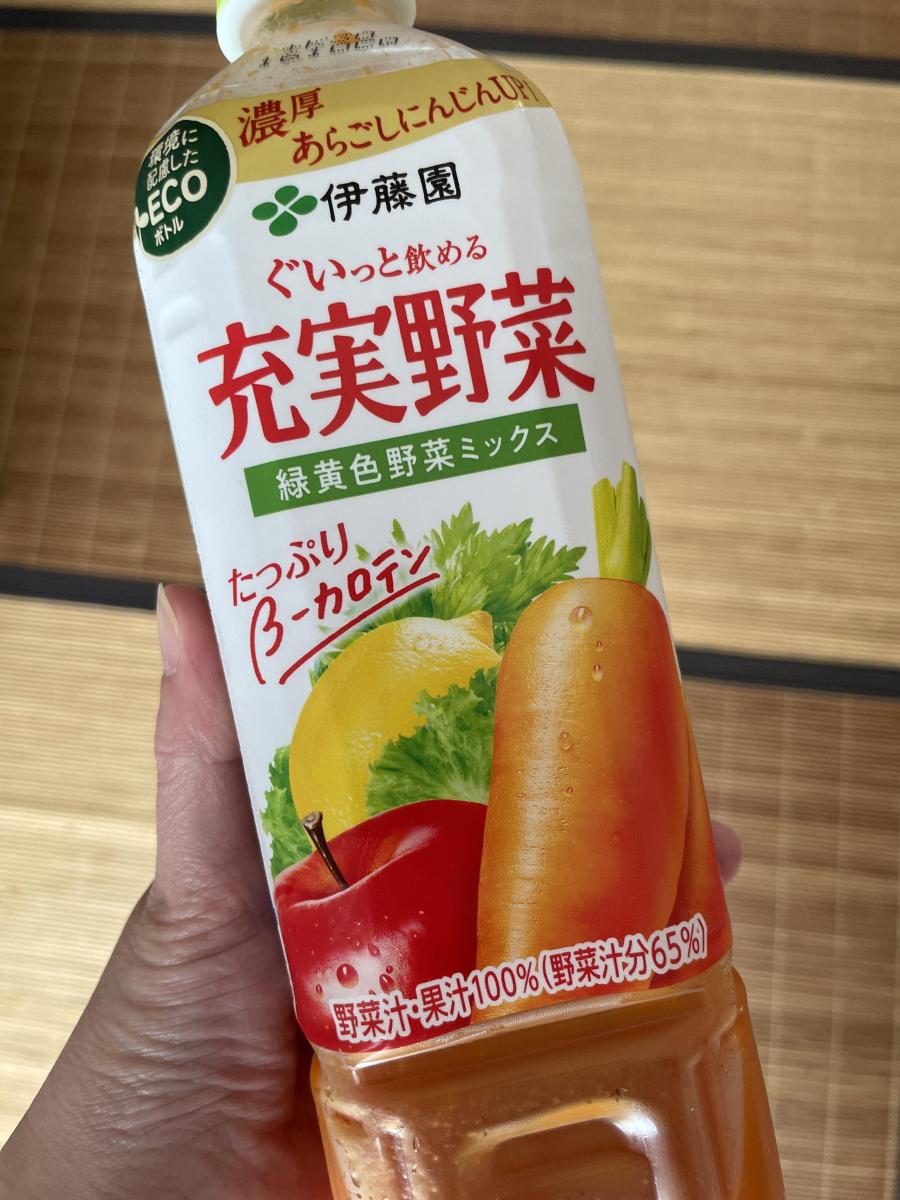 濃厚
あらごしにんじんUP!
環境に
配慮した
ECO
ボトル
伊藤園
ぐいっと飲める
充実野菜
緑黄色野菜ミックス
たっぷり
β-カロテン
野菜汁・果汁100%(野菜汁分65%)